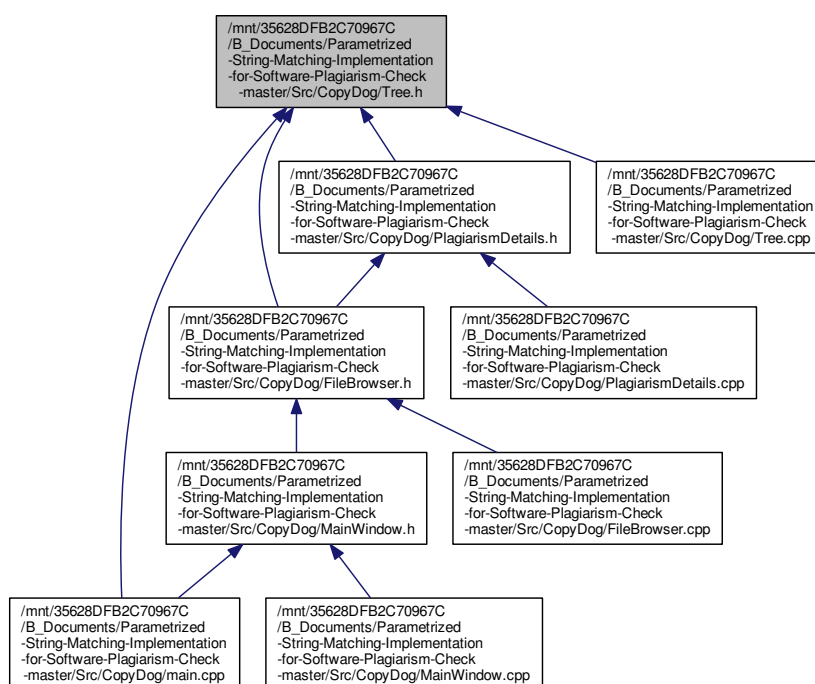 /mnt/35628DFB2C70967C
/B_Documents/Parametrized
-String-Matching-Implementation
-for-Software-Plagiarism-Check
-master/Src/CopyDog/Tree.h
/mnt/35628DFB2C70967C
/B_Documents/Parametrized
-String-Matching-Implementation
-for-Software-Plagiarism-Check
-master/Src/CopyDog/PlagiarismDetails.h
/mnt/35628DFB2C70967C
/B_Documents/Parametrized
-String-Matching-Implementation
-for-Software-Plagiarism-Check
-master/Src/CopyDog/Tree.cpp
/mnt/35628DFB2C70967C
/B_Documents/Parametrized
-String-Matching-Implementation
-for-Software-Plagiarism-Check
-master/Src/CopyDog/FileBrowser.h
/mnt/35628DFB2C70967C
/B_Documents/Parametrized
-String-Matching-Implementation
-for-Software-Plagiarism-Check
-master/Src/CopyDog/PlagiarismDetails.cpp
/mnt/35628DFB2C70967C
/B_Documents/Parametrized
-String-Matching-Implementation
-for-Software-Plagiarism-Check
-master/Src/CopyDog/MainWindow.h
/mnt/35628DFB2C70967C
/B_Documents/Parametrized
-String-Matching-Implementation
-for-Software-Plagiarism-Check
-master/Src/CopyDog/FileBrowser.cpp
/mnt/35628DFB2C70967C
/B_Documents/Parametrized
-String-Matching-Implementation
-for-Software-Plagiarism-Check
-master/Src/CopyDog/main.cpp
/mnt/35628DFB2C70967C
/B_Documents/Parametrized
-String-Matching-Implementation
-for-Software-Plagiarism-Check
-master/Src/CopyDog/MainWindow.cpp